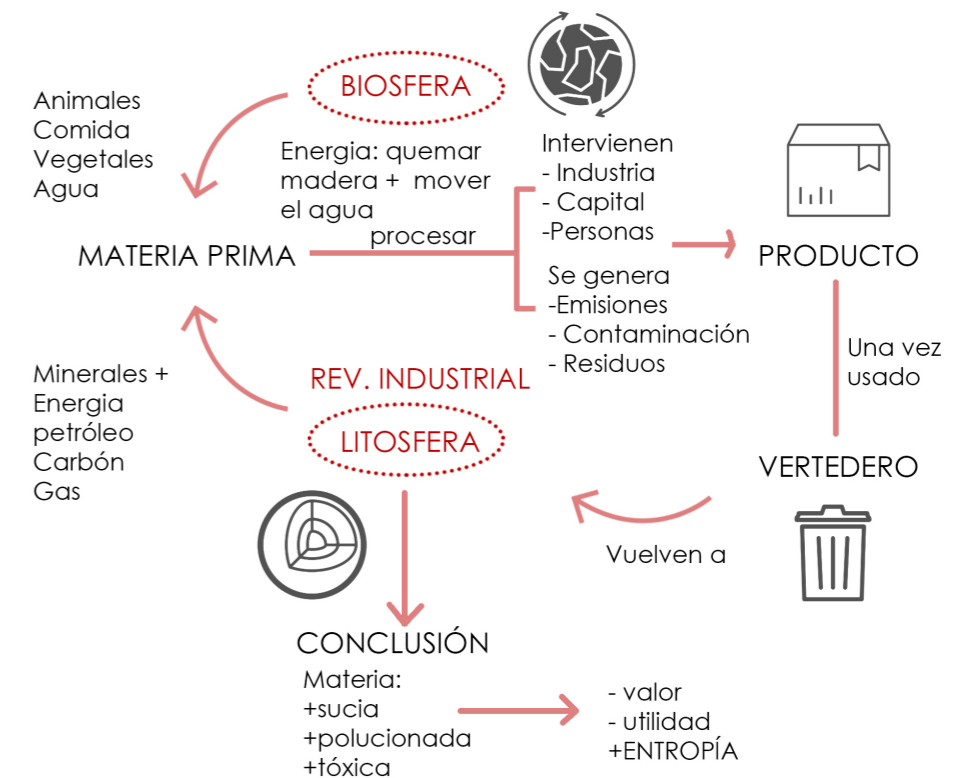 BIOSFERA
Animales
Comida
Vegetales
Agua
Energia: quemar
madera + mover
el agua
procesar
MATERIA PRIMA
Intervienen
- Industria
- Capital
-Personas
Se genera
-Emisiones
- Contaminación
- Residuos
PRODUCTO
Una vez
usado
VERTEDERO
Vuelven a
REV. INDUSTRIAL
LITOSFERA
Minerales +
Energia
petróleo
Carbón
Gas
CONCLUSIÓN
Materia:
+sucia
+polucionada
+tóxica
- valor
- utilidad
+ENTROPÍA